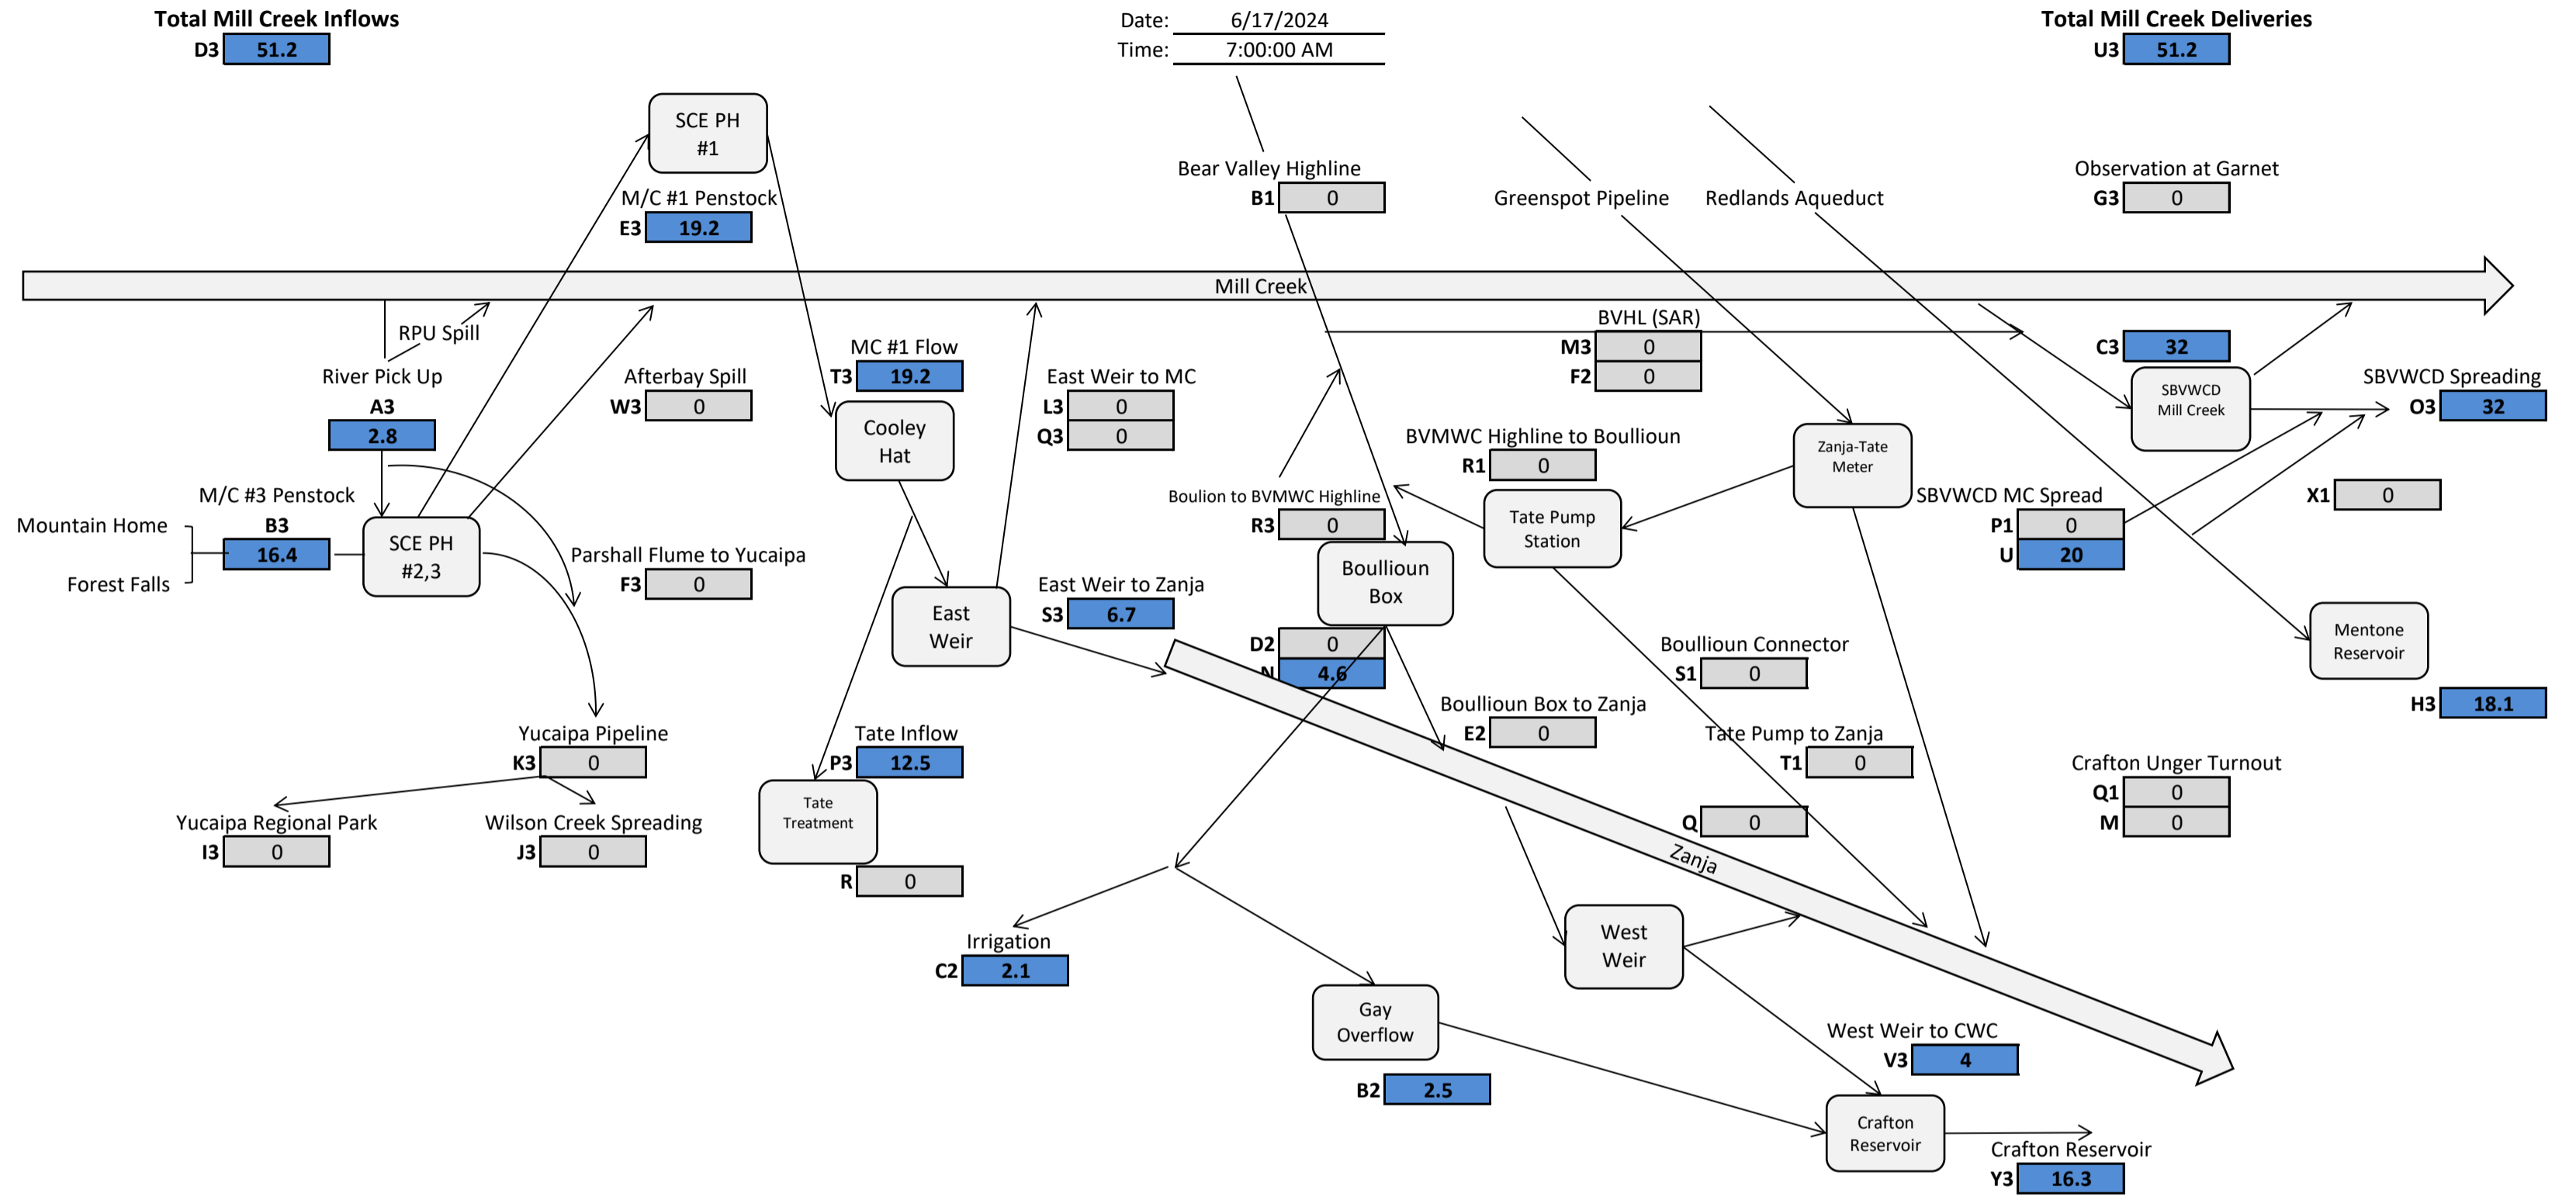 Total Mill Creek Inflows
D3 51.2
Date: 6/17/2024
Time: 7:00:00 AM
Total Mill Creek Deliveries
U3 51.2
SCE PH
#1
M/C #1 Penstock
E3 19.2
Bear Valley Highline
B1 0
Greenspot Pipeline
Redlands Aqueduct
Observation at Garnet
G3 0
Mill Creek
RPU Spill
River Pick Up
A3
2.8
Afterbay Spill
W3 0
MC #1 Flow
T3 19.2
Cooley
Hat
East Weir to MC
L3 0
Q3 0
BVHL (SAR)
M3 0
F2 0
C3 32
SBVWCD
Mill Creek
SBVWCD Spreading
O3 32
BVMWC Highline to Boullioun
R1 0
Zanja-Tate
Meter
M/C #3 Penstock
B3
16.4
Mountain Home
Forest Falls
SCE PH
#2,3
Parshall Flume to Yucaipa
F3 0
Boulion to BVMWC Highline
R3 0
Tate Pump
Station
SBVWCD MC Spread
P1 0
U 20
X1 0
Boullioun
Box
East Weir to Zanja
S3 6.7
East
Weir
D2 0
N 4.6
Boullioun Connector
S1 0
Mentone
Reservoir
H3 18.1
Boullioun Box to Zanja
E2 0
Tate Pump to Zanja
T1 0
Yucaipa Pipeline
K3 0
Tate Inflow
P3 12.5
Tate
Treatment
R 0
Crafton Unger Turnout
Q1 0
M 0
Yucaipa Regional Park
I3 0
Wilson Creek Spreading
J3 0
Q 0
Zanja
Irrigation
C2 2.1
West
Weir
Gay
Overflow
B2 2.5
West Weir to CWC
V3 4
Crafton
Reservoir
Crafton Reservoir
Y3 16.3